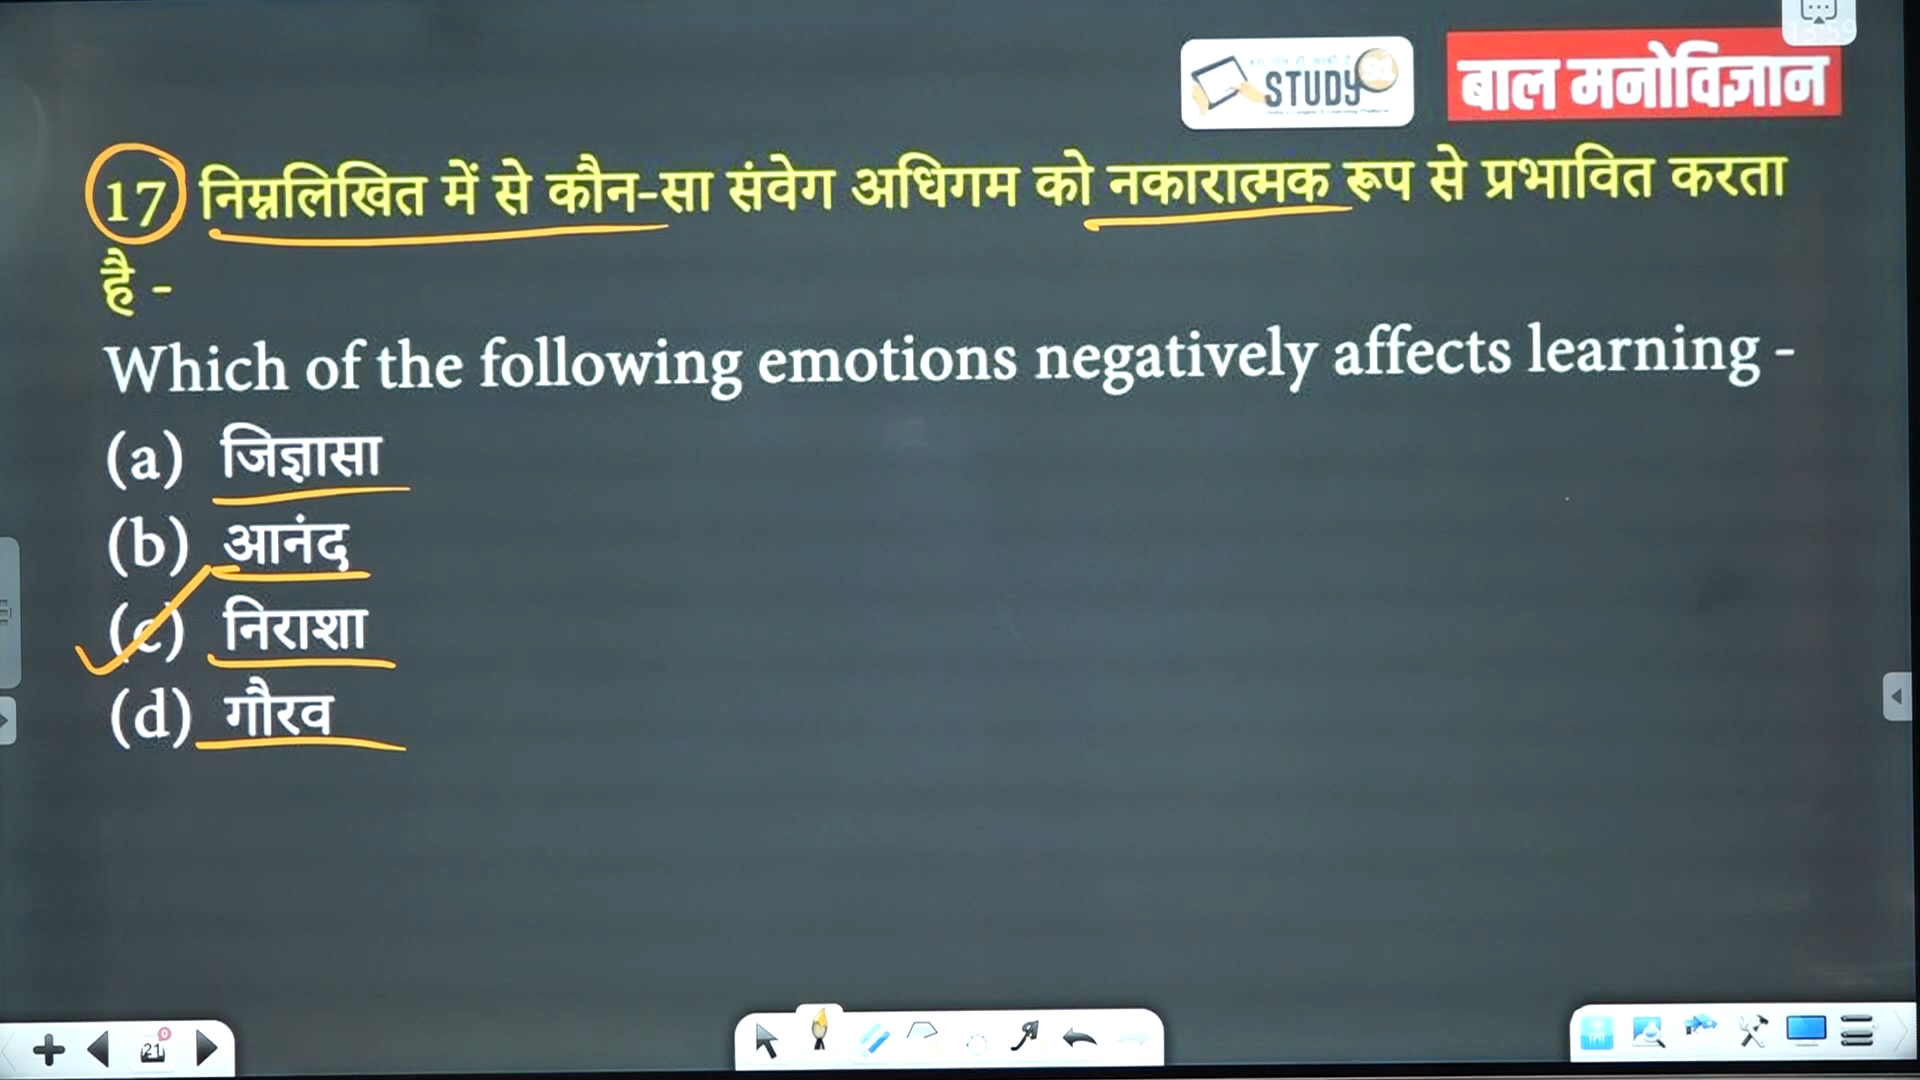 STUDY
बाल मनोविज्ञान
17 निम्नलिखित में से कौन-सा संवेग अधिगम को नकारात्मक रूप से प्रभावित करता
है -
Which of the following emotions negatively affects learning -
(a) जिज्ञासा
(b) आनंद
(c) निराशा
(d) गौरव
21